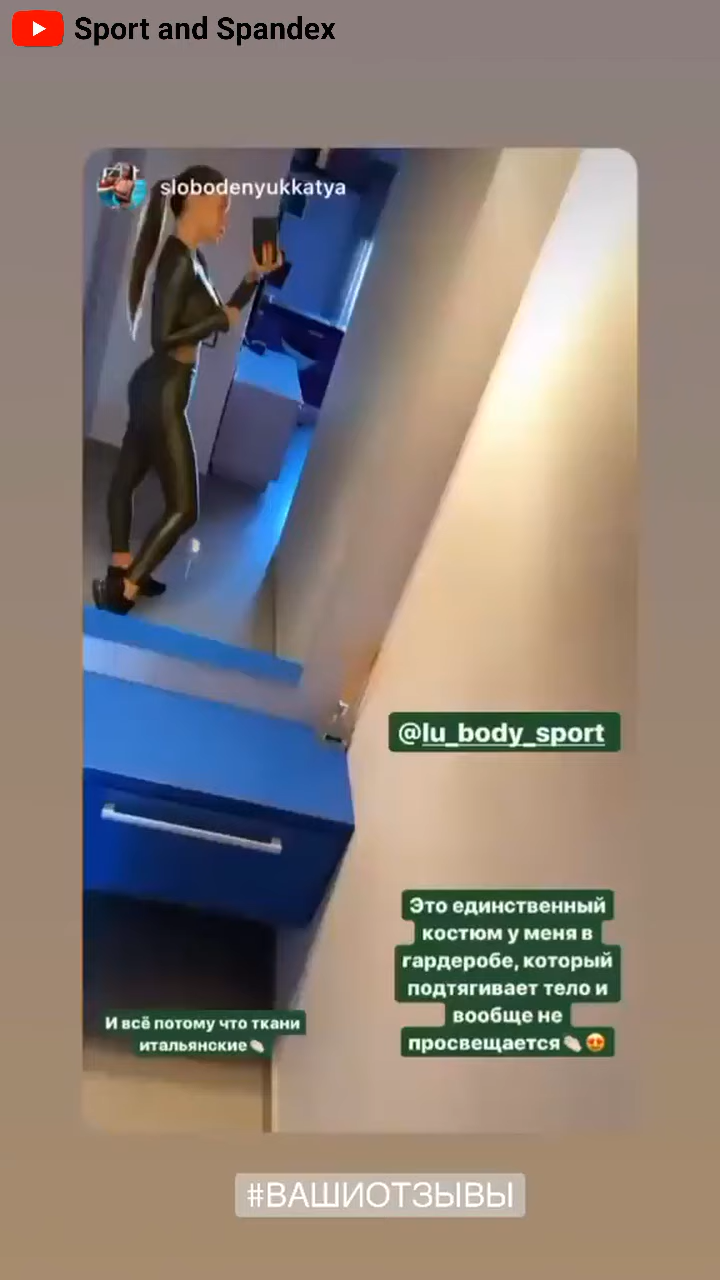 Sport and Spandex
slobodenyukkatya
@lu_body_sport
Это единственный
костюм у меня в
гардеробе, который
подтягивает тело и
вообще не
просвещается👏🏻😍
И всё потому что ткани
итальянские👏🏻
#ВАШИОТЗЫВЫ